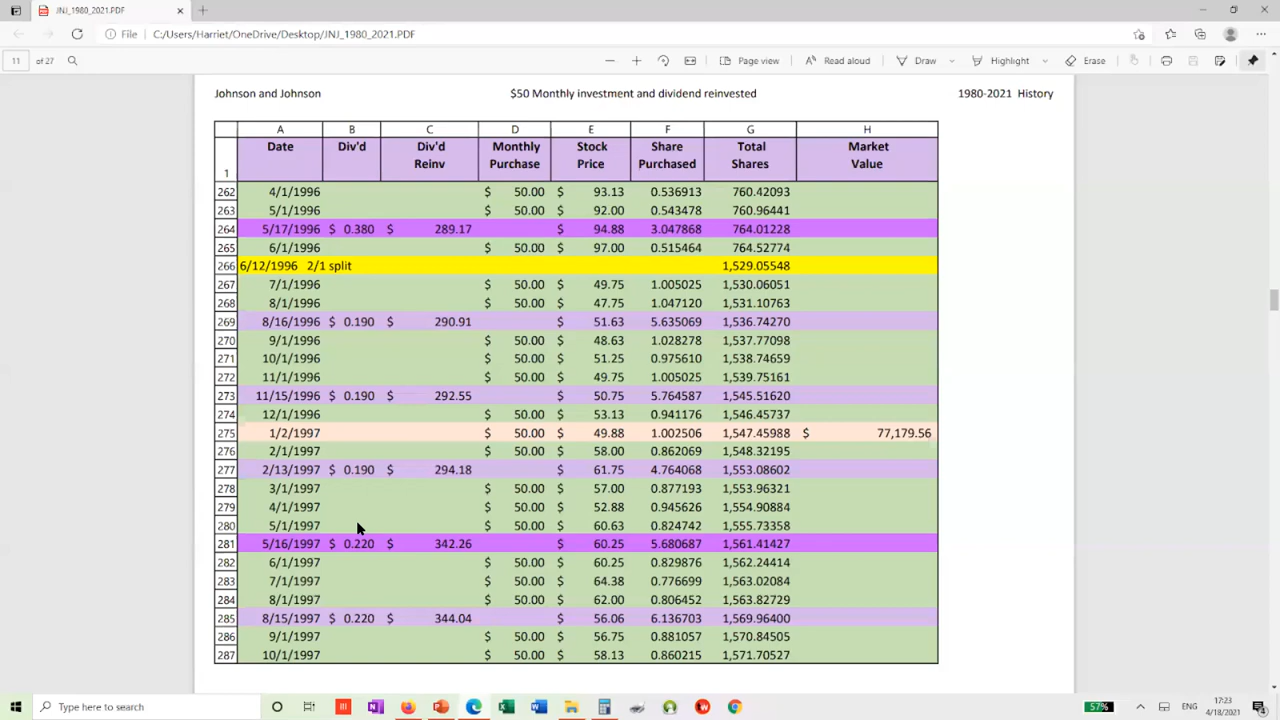 JNJ_1980_2021.PDF
File C:/Users/Harriet/OneDrive/Desktop/JNJ_1980_2021.PDF
11 of 27 Page view Read aloud Draw Highlight Erase
Johnson and Johnson $50 Monthly investment and dividend reinvested 1980-2021 History
A B C D E F G H
Date Div'd Div'd Monthly Stock Share Total Market
1 Reinv Purchase Price Purchased Shares Value
262 4/1/1996 $ 50.00 $ 93.13 0.536913 760.42093
263 5/1/1996 $ 50.00 $ 92.00 0.543478 760.96441
264 5/17/1996 $ 0.380 $ 289.17 $ 94.88 3.047868 764.01228
265 6/1/1996 $ 50.00 $ 97.00 0.515464 764.52774
266 6/12/1996 2/1 split 1,529.05548
267 7/1/1996 $ 50.00 $ 49.75 1.005025 1,530.06051
268 8/1/1996 $ 50.00 $ 47.75 1.047120 1,531.10763
269 8/16/1996 $ 0.190 $ 290.91 $ 51.63 5.635069 1,536.74270
270 9/1/1996 $ 50.00 $ 48.63 1.028278 1,537.77098
271 10/1/1996 $ 50.00 $ 51.25 0.975610 1,538.74659
272 11/1/1996 $ 50.00 $ 49.75 1.005025 1,539.75161
273 11/15/1996 $ 0.190 $ 292.55 $ 50.75 5.764587 1,545.51620
274 12/1/1996 $ 50.00 $ 53.13 0.941176 1,546.45737
275 1/2/1997 $ 50.00 $ 49.88 1.002506 1,547.45988 $ 77,179.56
276 2/1/1997 $ 50.00 $ 58.00 0.862069 1,548.32195
277 2/13/1997 $ 0.190 $ 294.18 $ 61.75 4.764068 1,553.08602
278 3/1/1997 $ 50.00 $ 57.00 0.877193 1,553.96321
279 4/1/1997 $ 50.00 $ 52.88 0.945626 1,554.90884
280 5/1/1997 $ 50.00 $ 60.63 0.824742 1,555.73358
281 5/16/1997 $ 0.220 $ 342.26 $ 60.25 5.680687 1,561.41427
282 6/1/1997 $ 50.00 $ 60.25 0.829876 1,562.24414
283 7/1/1997 $ 50.00 $ 64.38 0.776699 1,563.02084
284 8/1/1997 $ 50.00 $ 62.00 0.806452 1,563.82729
285 8/15/1997 $ 0.220 $ 344.04 $ 56.06 6.136703 1,569.96400
286 9/1/1997 $ 50.00 $ 56.75 0.881057 1,570.84505
287 10/1/1997 $ 50.00 $ 58.13 0.860215 1,571.70527
Type here to search 57% ENG 17:23
4/18/2021